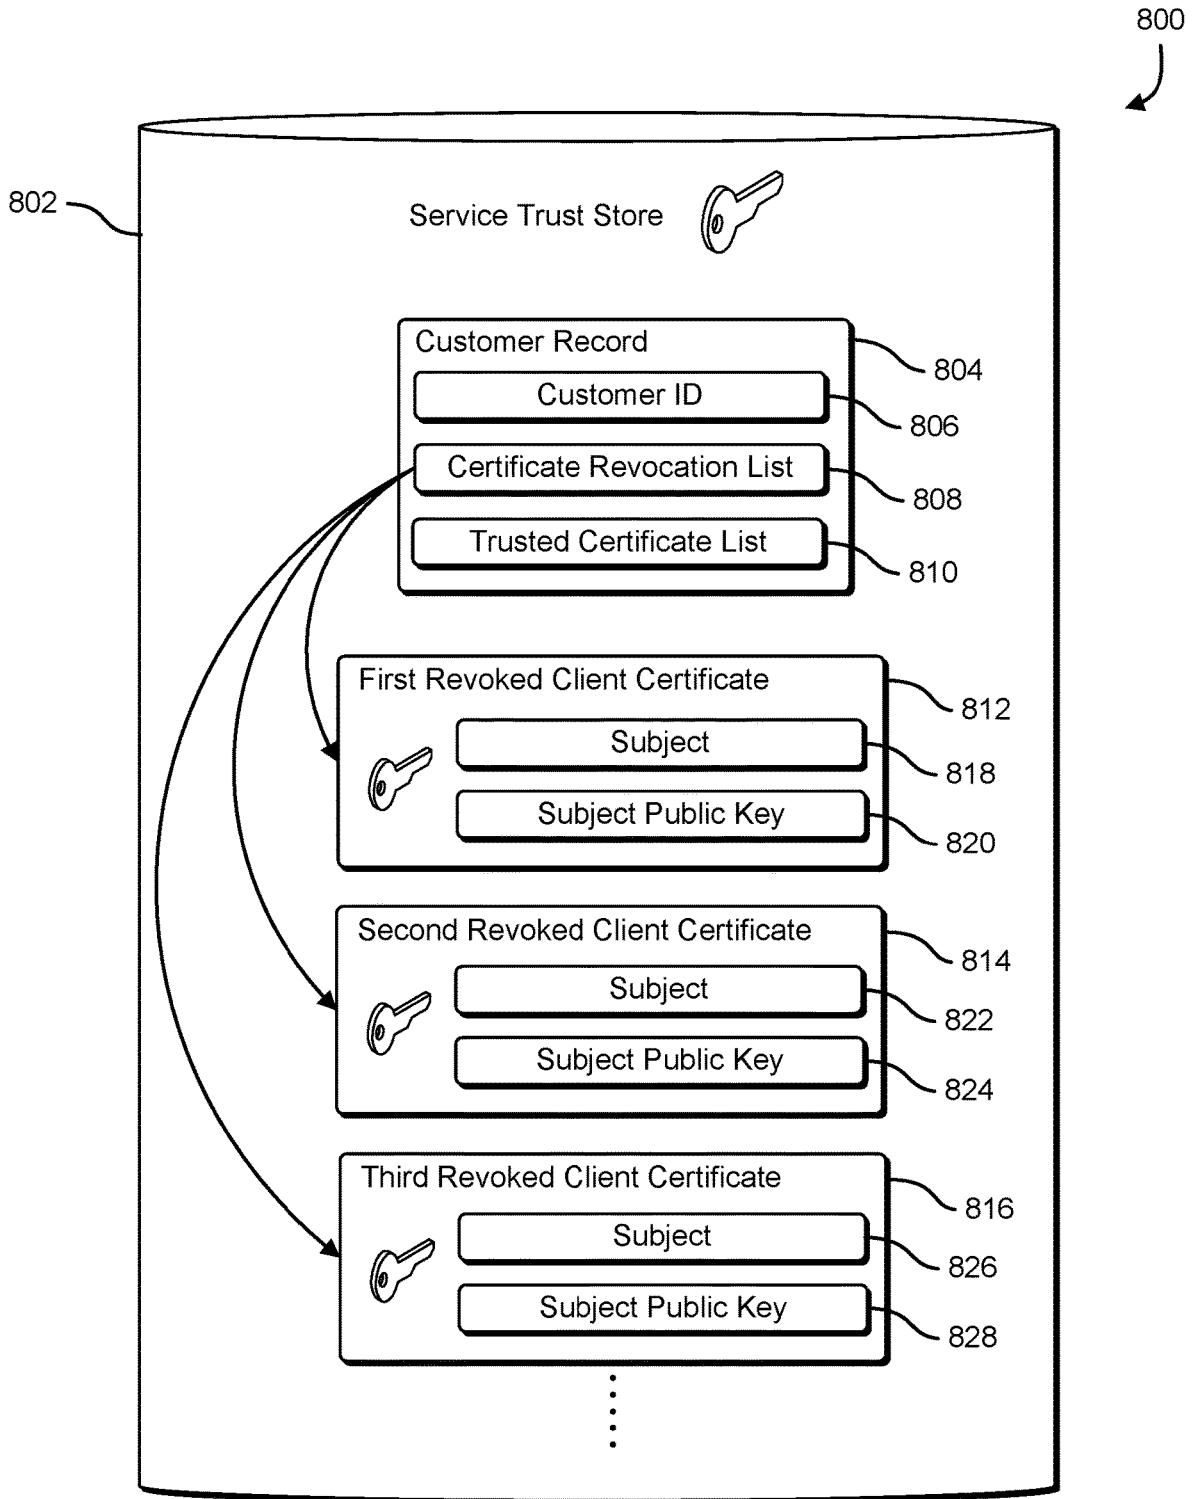 800
802
Service Trust Store
Customer Record
804
Customer ID
806
Certificate Revocation List
808
Trusted Certificate List
810
First Revoked Client Certificate
812
Subject
818
Subject Public Key
820
Second Revoked Client Certificate
814
Subject
822
Subject Public Key
824
Third Revoked Client Certificate
816
Subject
826
Subject Public Key
828